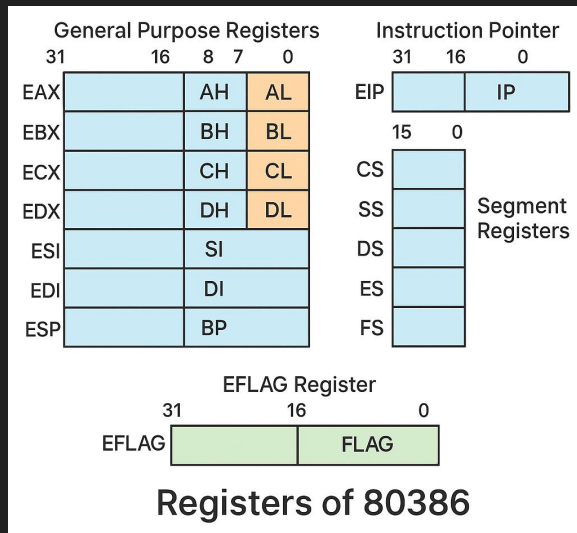 General Purpose Registers
31 16 8 7 0
EAX AH AL
EBX BH BL
ECX CH CL
EDX DH DL
ESI SI
EDI DI
ESP BP
Instruction Pointer
31 16 0
EIP IP
15 0
CS
SS
DS
ES
FS
Segment
Registers
EFLAG Register
31 16 0
EFLAG FLAG
Registers of 80386